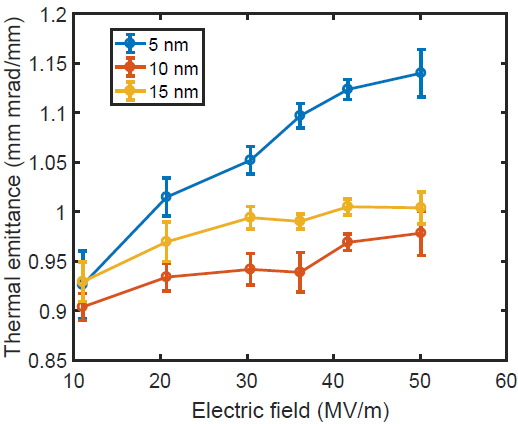 1.2
1.15
1.1
1.05
1
0.95
0.9
0.85
Thermal emittance (mm mrad/mm)
5 nm
10 nm
15 nm
10 20 30 40 50 60
Electric field (MV/m)